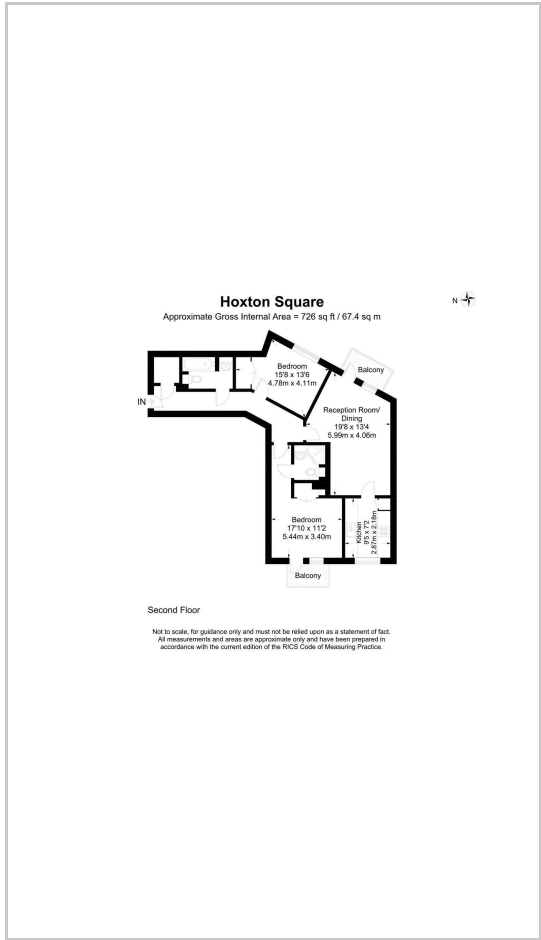 Hoxton Square
Approximate Gross Internal Area = 726 sq ft / 67.4 sq m
N
Bedroom
15'8 x 13'6
4.78m x 4.11m
Balcony
IN
Reception Room/
Dining
19'8 x 13'4
5.99m x 4.06m
Bedroom
17'10 x 11'2
5.44m x 3.40m
Kitchen
9'5 x 7'2
2.87m x 2.18m
Balcony
Second Floor
Not to scale, for guidance only and must not be relied upon as a statement of fact.
All measurements and areas are approximate only and have been prepared in
accordance with the current edition of the RICS Code of Measuring Practice.